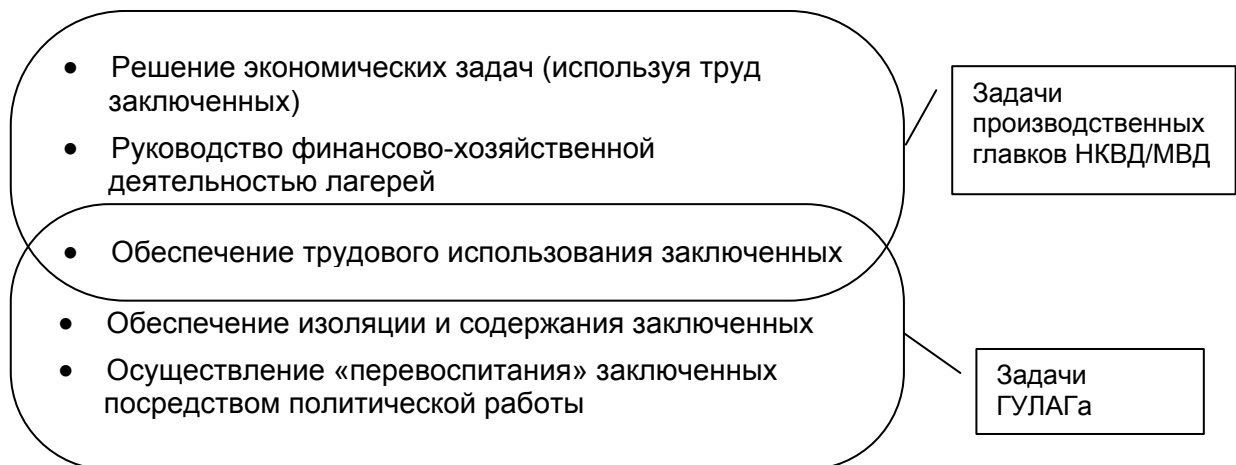 • Решение экономических задач (используя труд
заключенных)
• Руководство финансово-хозяйственной
деятельностью лагерей
• Обеспечение трудового использования заключенных
• Обеспечение изоляции и содержания заключенных
• Осуществление «перевоспитания» заключенных
посредством политической работы
Задачи
производственных
главков НКВД/МВД
Задачи
ГУЛАГа